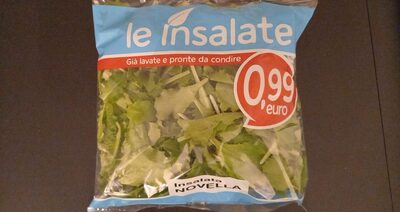 le insalate
Già lavate e pronte da condire
0,99
euro
Insalata
NOVELLA